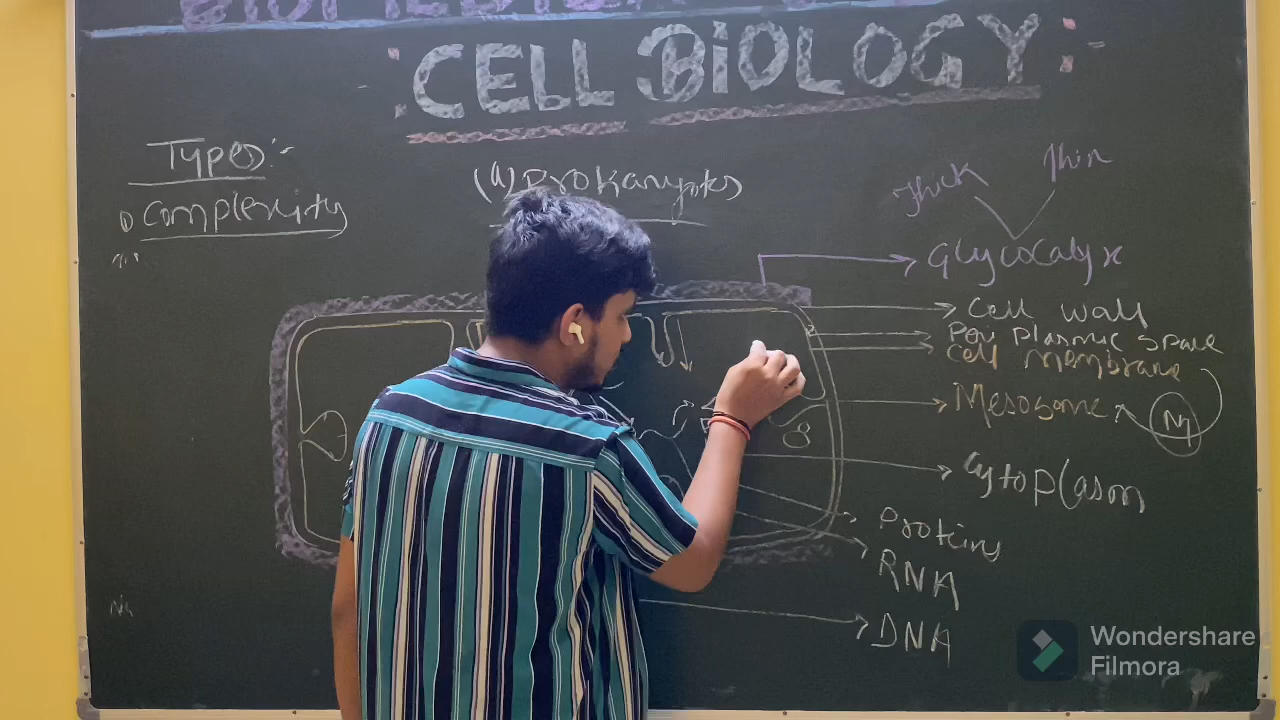 : CELL BiOLOGY :
Types:-
(A) Prokaryotes
Thick
Thin
Complexity
Glycocalyx
Cell wall
Peri plasmic space
Cell membrane
Mesosome
N2
Cytoplasm
Proteins
RNA
DNA
Wondershare
Filmora